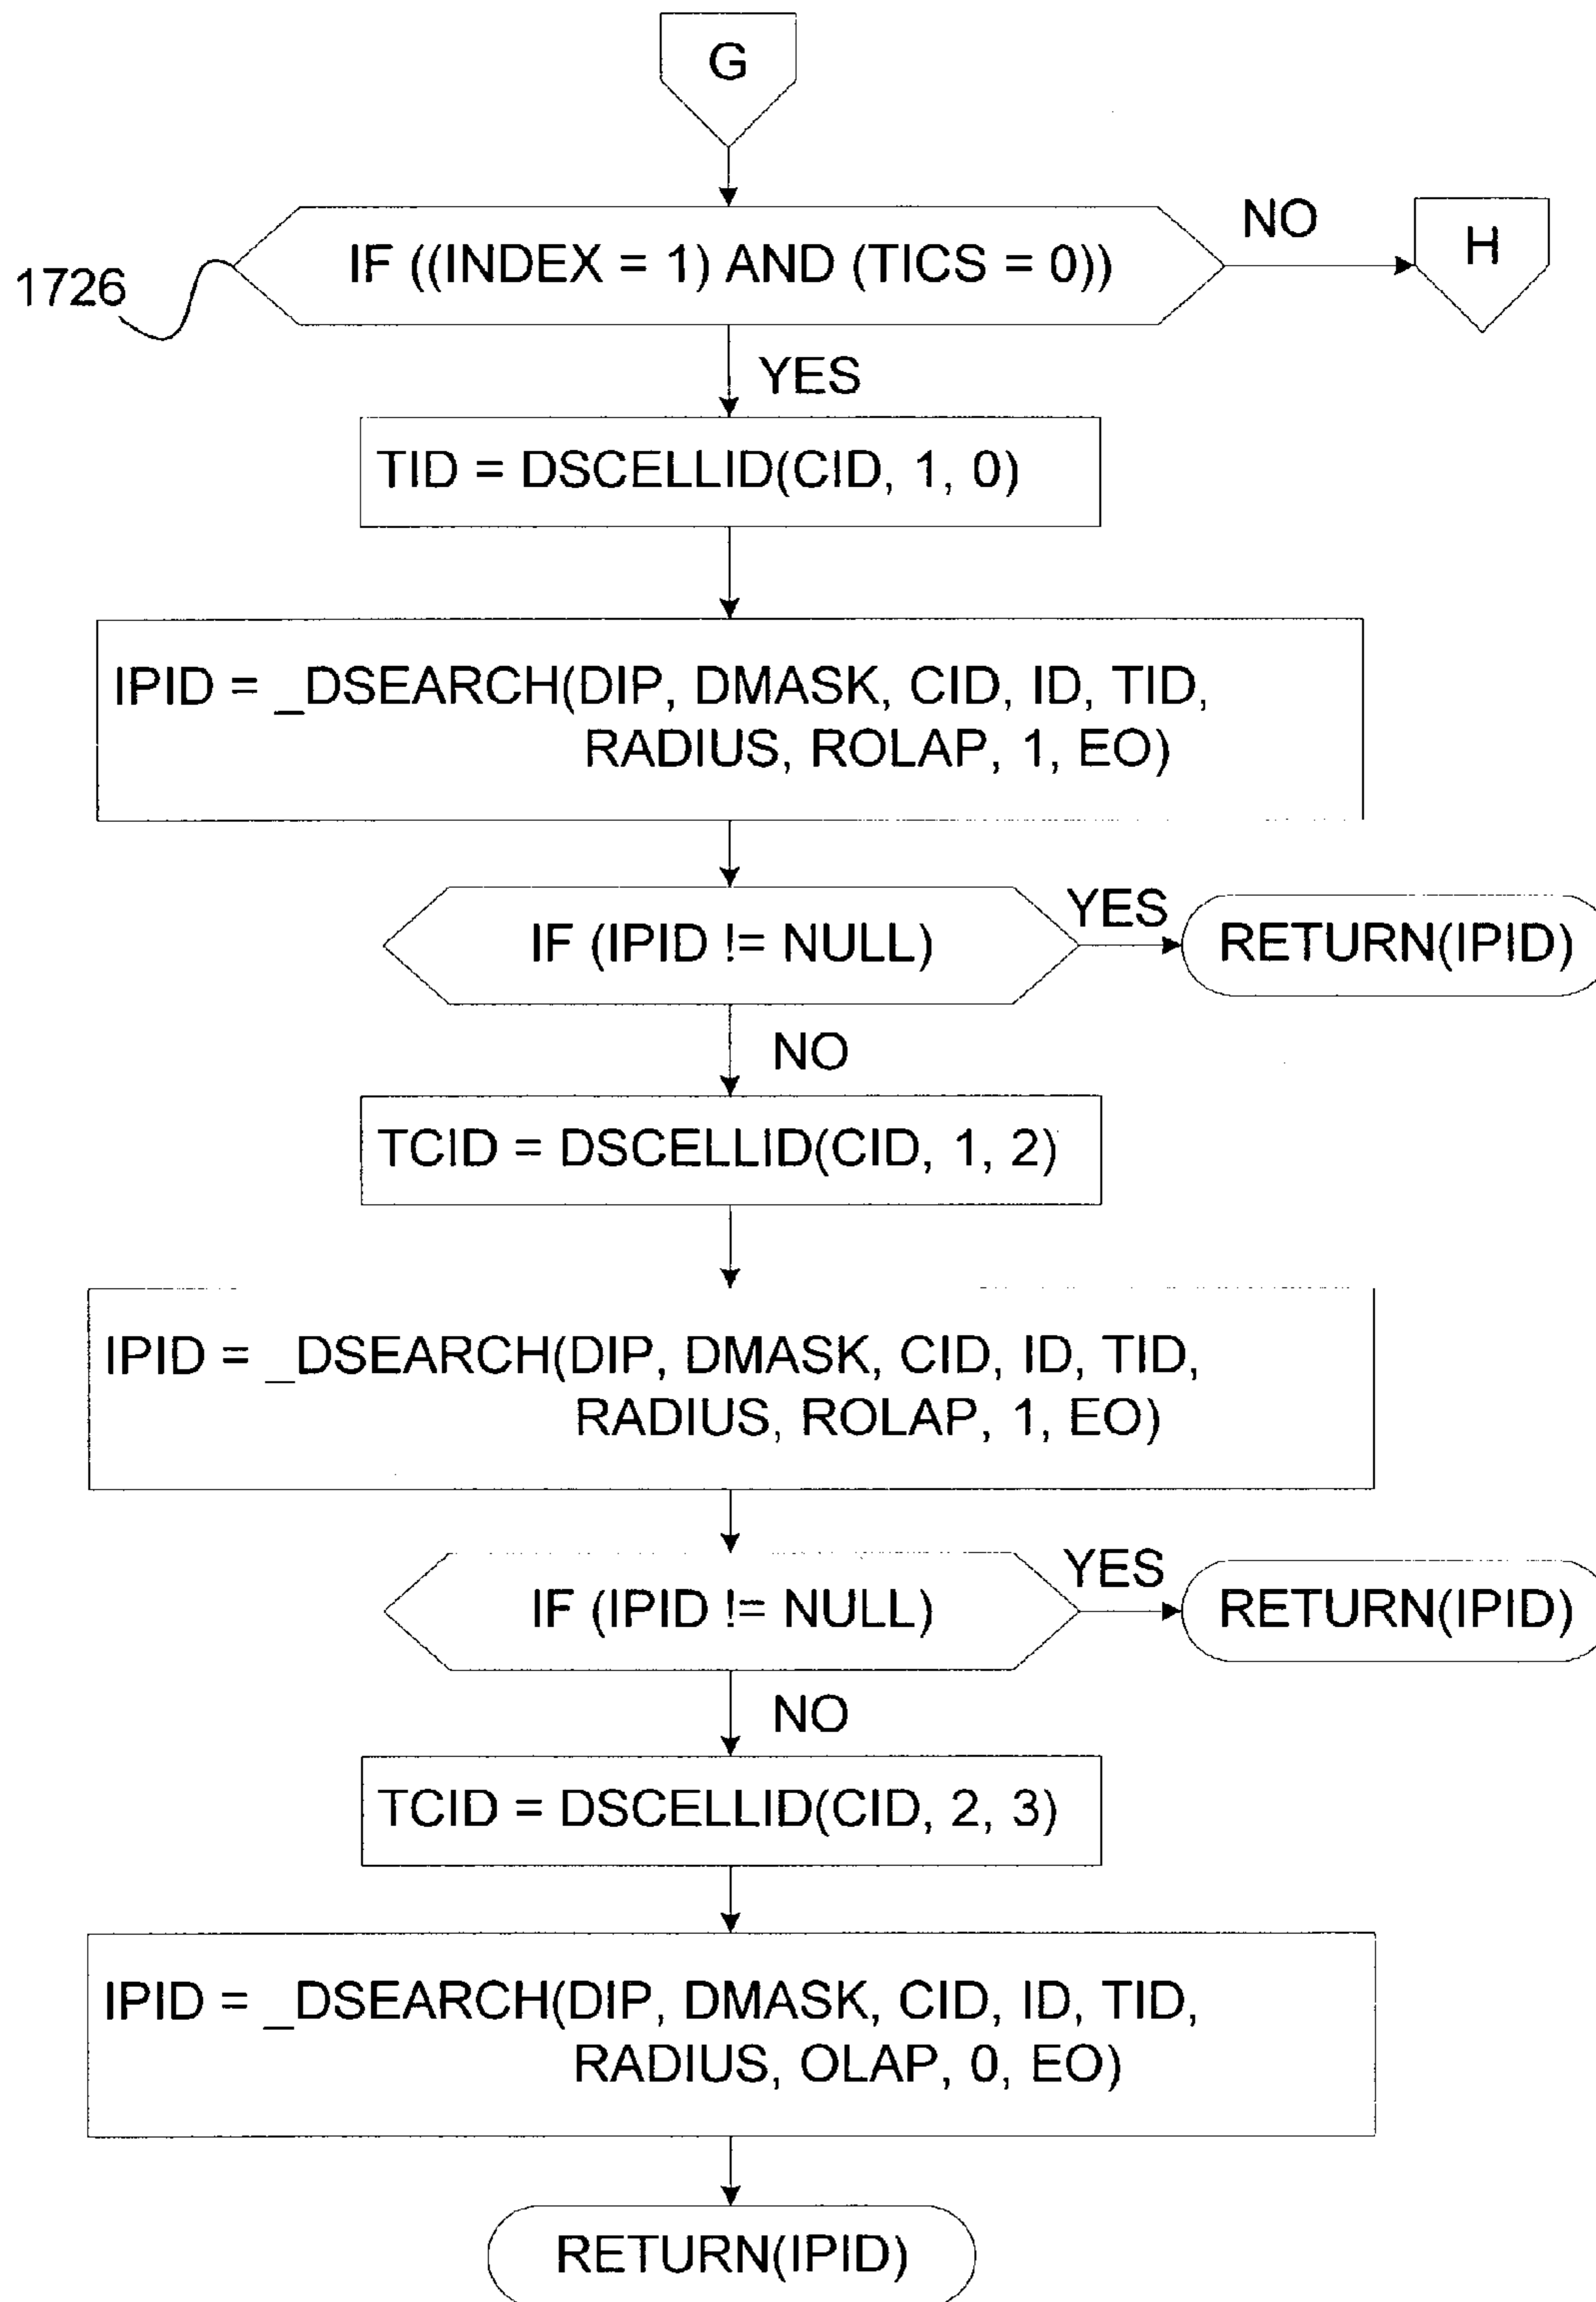 G
IF ((INDEX = 1) AND (TICS = 0))
NO
H
1726
YES
TID = DSCELLID(CID, 1, 0)
IPID = _DSEARCH(DIP, DMASK, CID, ID, TID,
RADIUS, ROLAP, 1, EO)
IF (IPID != NULL)
YES
RETURN(IPID)
NO
TCID = DSCELLID(CID, 1, 2)
IPID = _DSEARCH(DIP, DMASK, CID, ID, TID,
RADIUS, ROLAP, 1, EO)
IF (IPID != NULL)
YES
RETURN(IPID)
NO
TCID = DSCELLID(CID, 2, 3)
IPID = _DSEARCH(DIP, DMASK, CID, ID, TID,
RADIUS, OLAP, 0, EO)
RETURN(IPID)